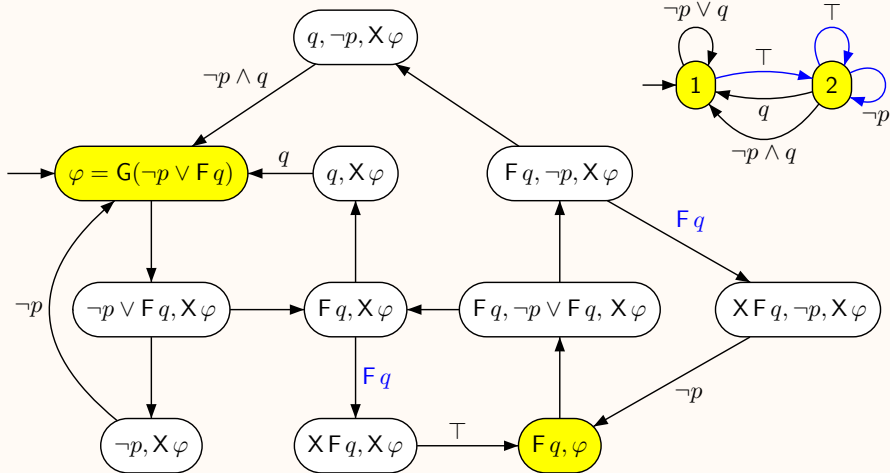 q, ¬p, X φ
¬p ∨ q
⊤
⊤
1
2
q
¬p
¬p ∧ q
¬p ∧ q
φ = G(¬p ∨ F q)
q
q, X φ
F q, ¬p, X φ
F q
¬p
¬p ∨ F q, X φ
F q, X φ
F q, ¬p ∨ F q, X φ
X F q, ¬p, X φ
F q
¬p
¬p, X φ
X F q, X φ
⊤
F q, φ